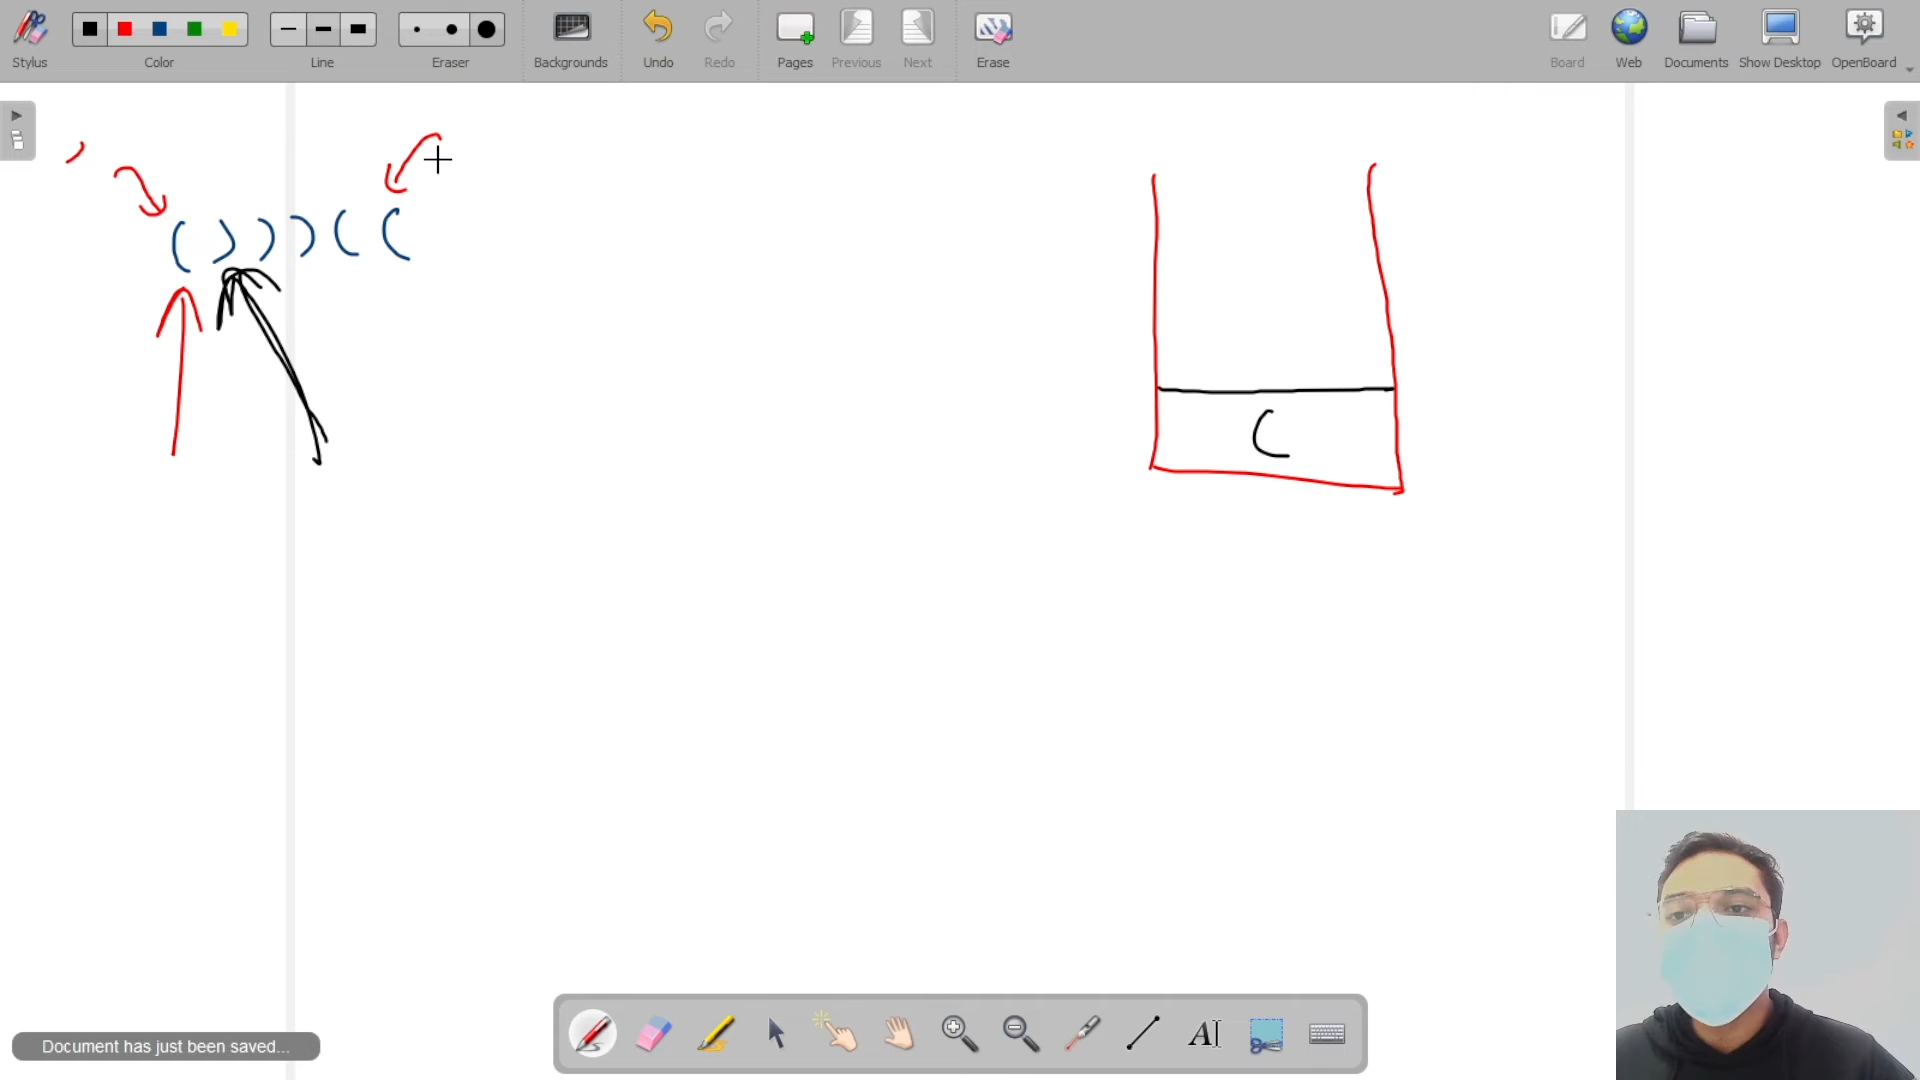 Stylus
Color
Line
Eraser
Backgrounds
Undo
Redo
Pages
Previous
Next
Erase
Board
Web
Documents
Show Desktop
OpenBoard
( ) ) ) ( (
(
A
Document has just been saved...